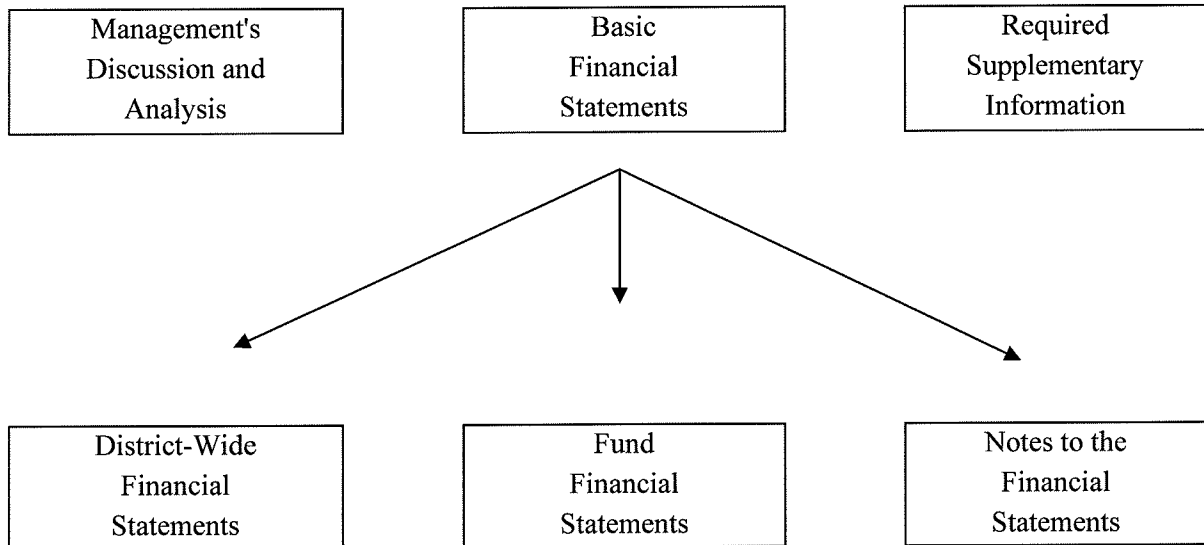 Management's
Discussion and
Analysis
Basic
Financial
Statements
Required
Supplementary
Information
District-Wide
Financial
Statements
Fund
Financial
Statements
Notes to the
Financial
Statements